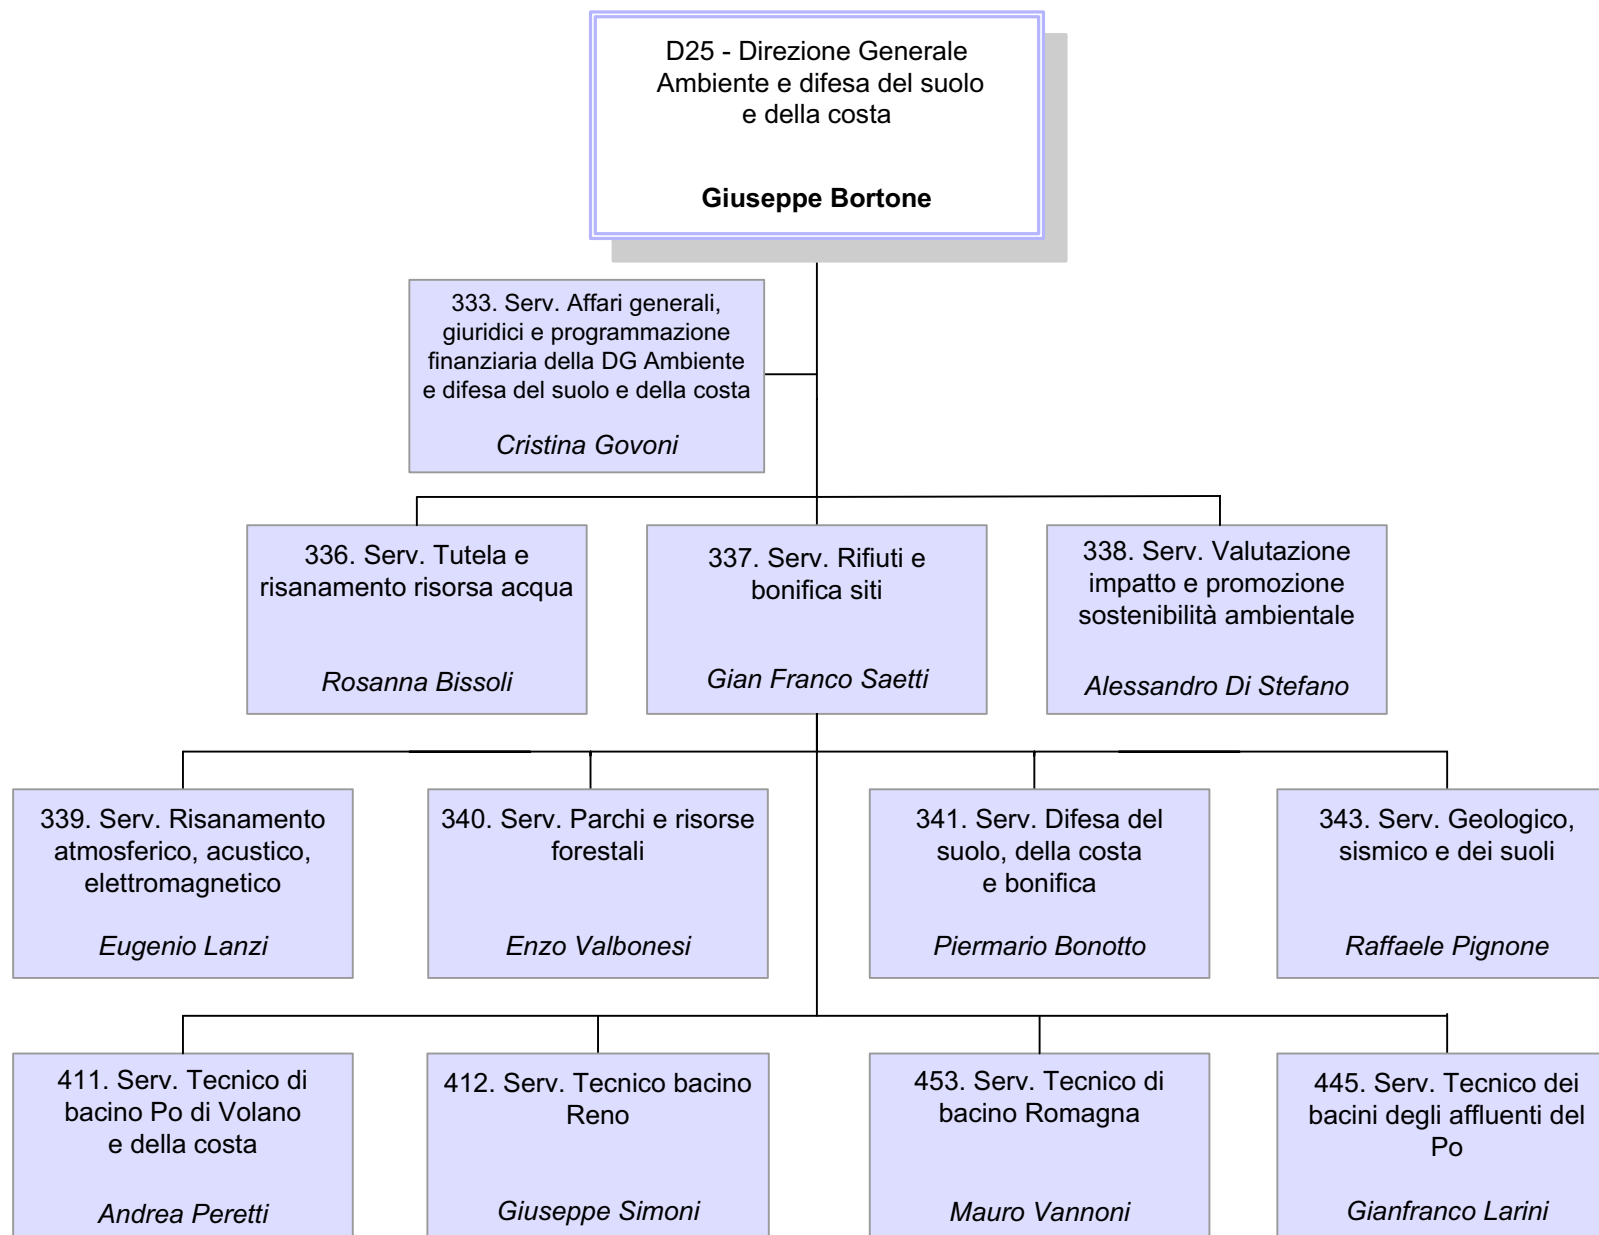 D25 - Direzione Generale
Ambiente e difesa del suolo
e della costa
Giuseppe Bortone
333. Serv. Affari generali,
giuridici e programmazione
finanziaria della DG Ambiente
e difesa del suolo e della costa
Cristina Govoni
336. Serv. Tutela e
risanamento risorsa acqua
Rosanna Bissoli
337. Serv. Rifiuti e
bonifica siti
Gian Franco Saetti
338. Serv. Valutazione
impatto e promozione
sostenibilità ambientale
Alessandro Di Stefano
339. Serv. Risanamento
atmosferico, acustico,
elettromagnetico
Eugenio Lanzi
340. Serv. Parchi e risorse
forestali
Enzo Valbonesi
341. Serv. Difesa del
suolo, della costa
e bonifica
Piermario Bonotto
343. Serv. Geologico,
sismico e dei suoli
Raffaele Pignone
411. Serv. Tecnico di
bacino Po di Volano
e della costa
Andrea Peretti
412. Serv. Tecnico bacino
Reno
Giuseppe Simoni
453. Serv. Tecnico di
bacino Romagna
Mauro Vannoni
445. Serv. Tecnico dei
bacini degli affluenti del
Po
Gianfranco Larini